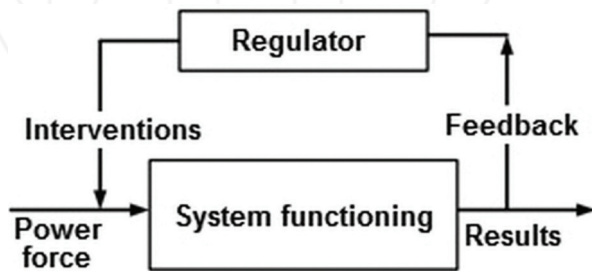 Regulator
Interventions
Feedback
System functioning
Power
force
Results